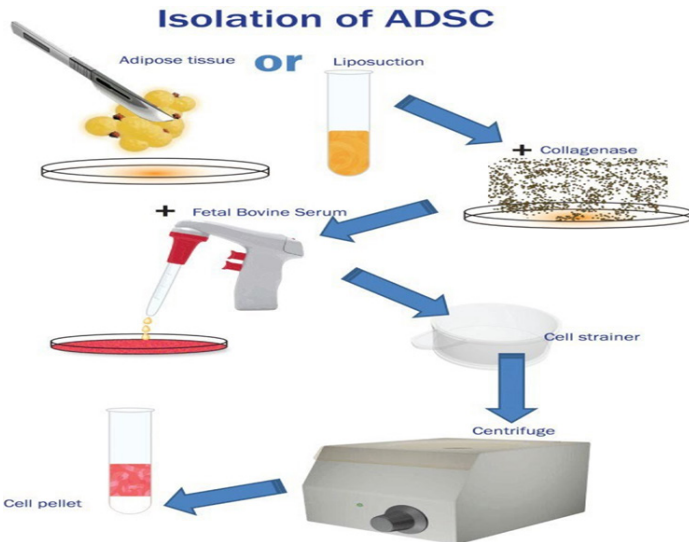 Isolation of ADSC
Adipose tissue or Liposuction
+ Collagenase
+ Fetal Bovine Serum
Cell strainer
Centrifuge
Cell pellet